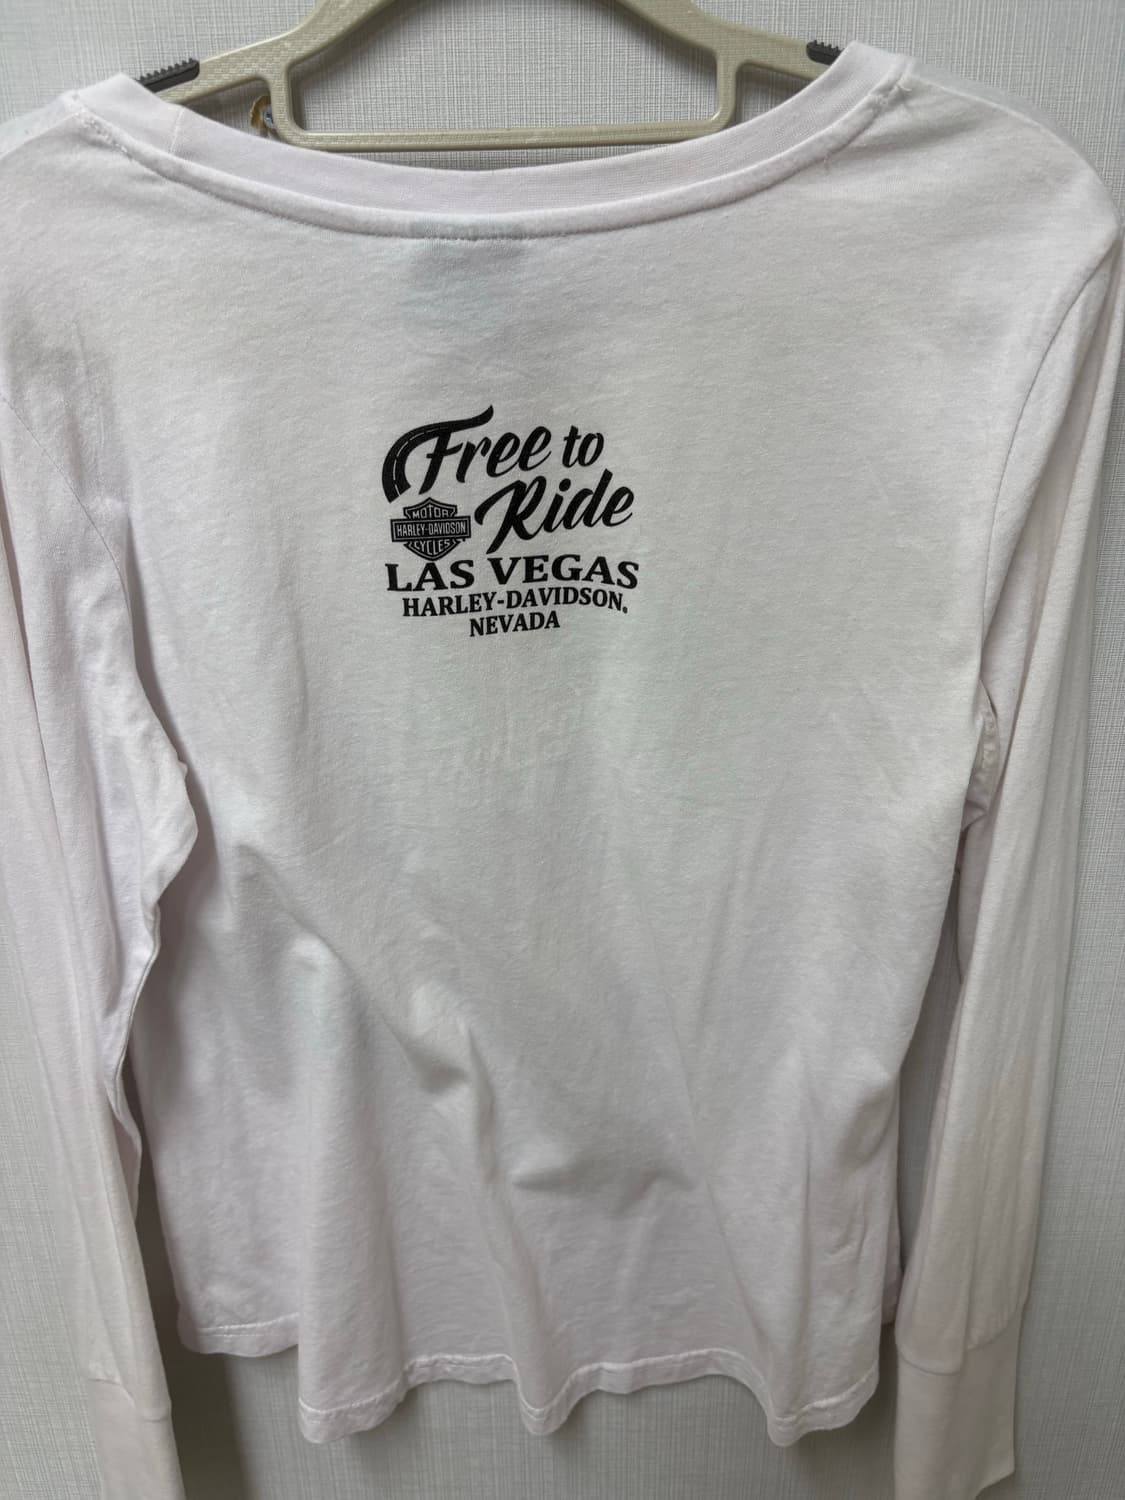 Free to
Ride
MOTOR
HARLEY-DAVIDSON
CYCLES
LAS VEGAS
HARLEY-DAVIDSON®
NEVADA